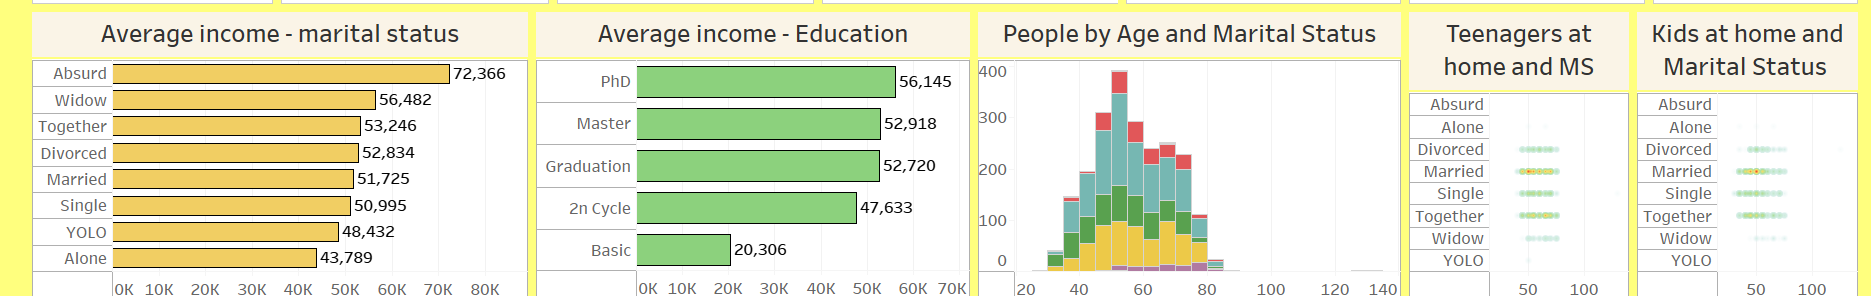 Average income - marital status
Absurd 72,366
Widow 56,482
Together 53,246
Divorced 52,834
Married 51,725
Single 50,995
YOLO 48,432
Alone 43,789
0K 10K 20K 30K 40K 50K 60K 70K 80K
Average income - Education
PhD 56,145
Master 52,918
Graduation 52,720
2n Cycle 47,633
Basic 20,306
0K 10K 20K 30K 40K 50K 60K 70K
People by Age and Marital Status
400
300
200
100
0
20 40 60 80 100 120 140
Teenagers at
home and MS
Absurd
Alone
Divorced
Married
Single
Together
Widow
YOLO
50 100
Kids at home and
Marital Status
Absurd
Alone
Divorced
Married
Single
Together
Widow
YOLO
50 100